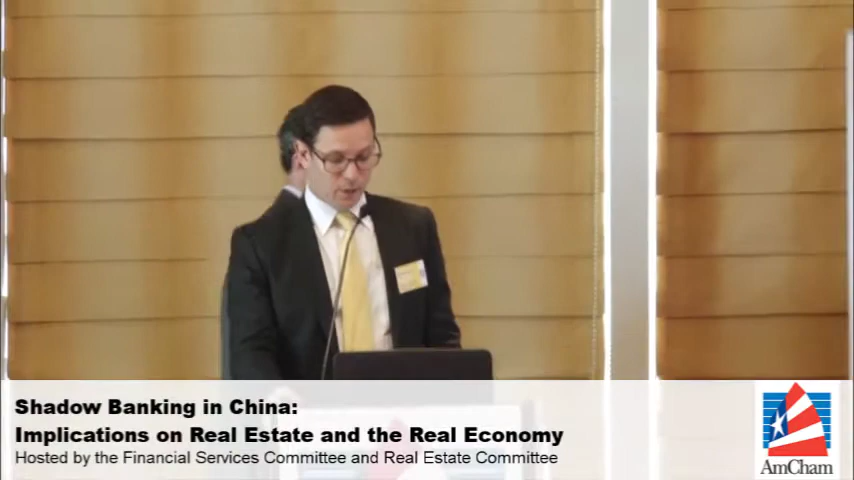 Shadow Banking in China:
Implications on Real Estate and the Real Economy
Hosted by the Financial Services Committee and Real Estate Committee
AmCham